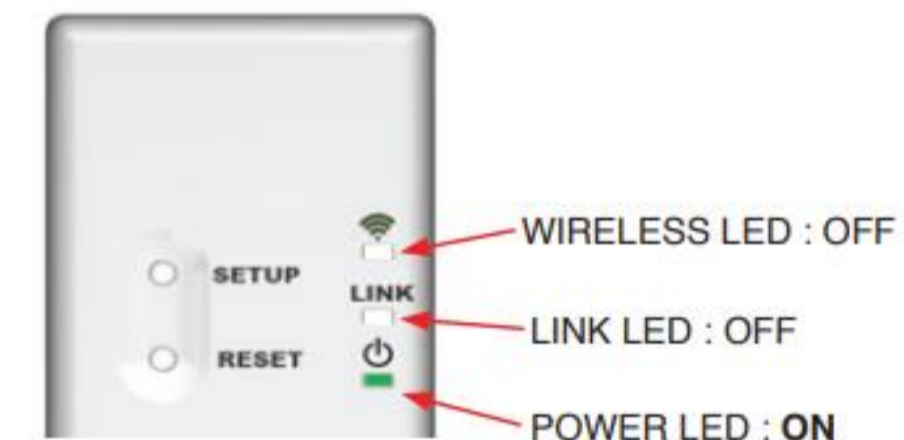 WIRELESS LED : OFF
SETUP
LINK
LINK LED : OFF
RESET
POWER LED : ON